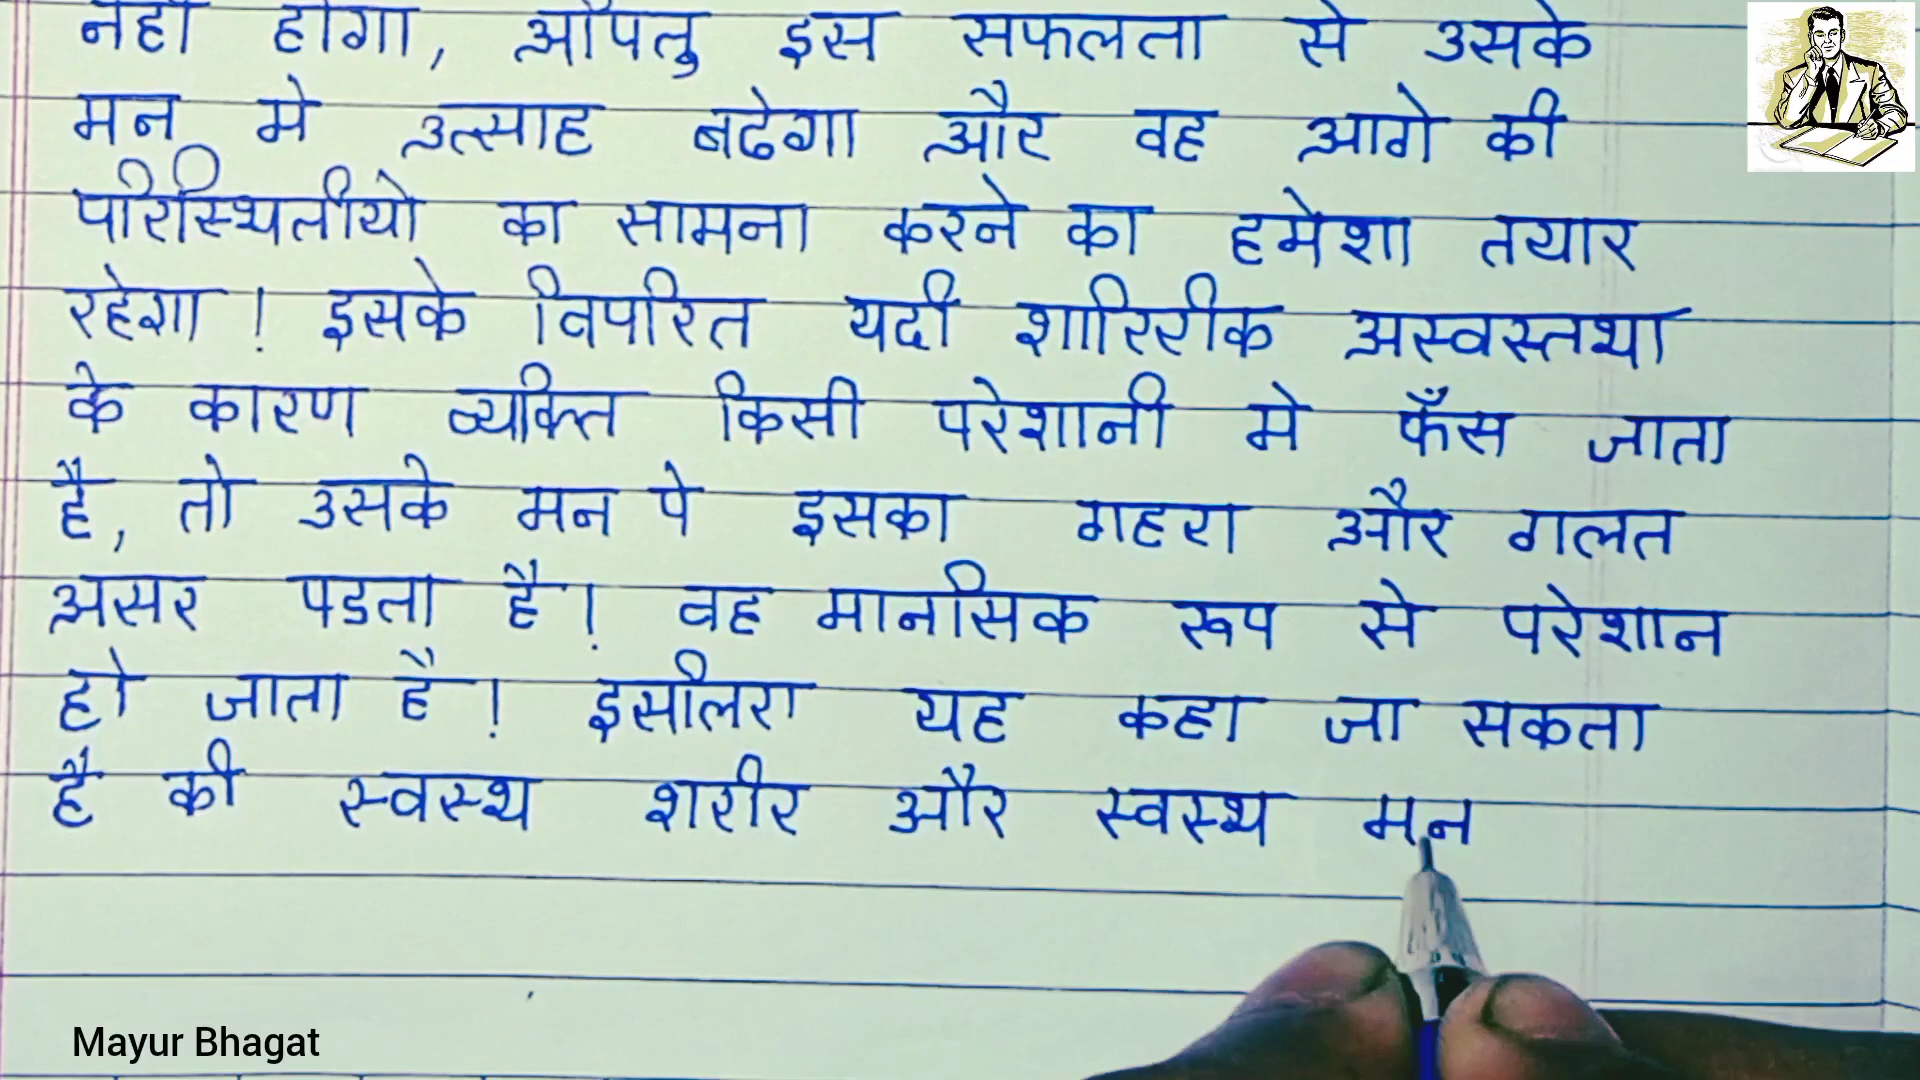 नहीं होगा, अपितु इस सफलता से उसके
मन मे उत्साह बढेगा और वह आगे की
परिस्थितीयो का सामना करने का हमेशा तयार
रहेगा ! इसके विपरित यदी शारिरीक अस्वस्तथा
के कारण व्यक्ति किसी परेशानी मे फँस जाता
है, तो उसके मन पे इसका गहरा और गलत
असर पडता है ! वह मानसिक रूप से परेशान
हो जाता है ! इसलिए यह कहा जा सकता
है की स्वस्थ शरीर और स्वस्थ मन
Mayur Bhagat